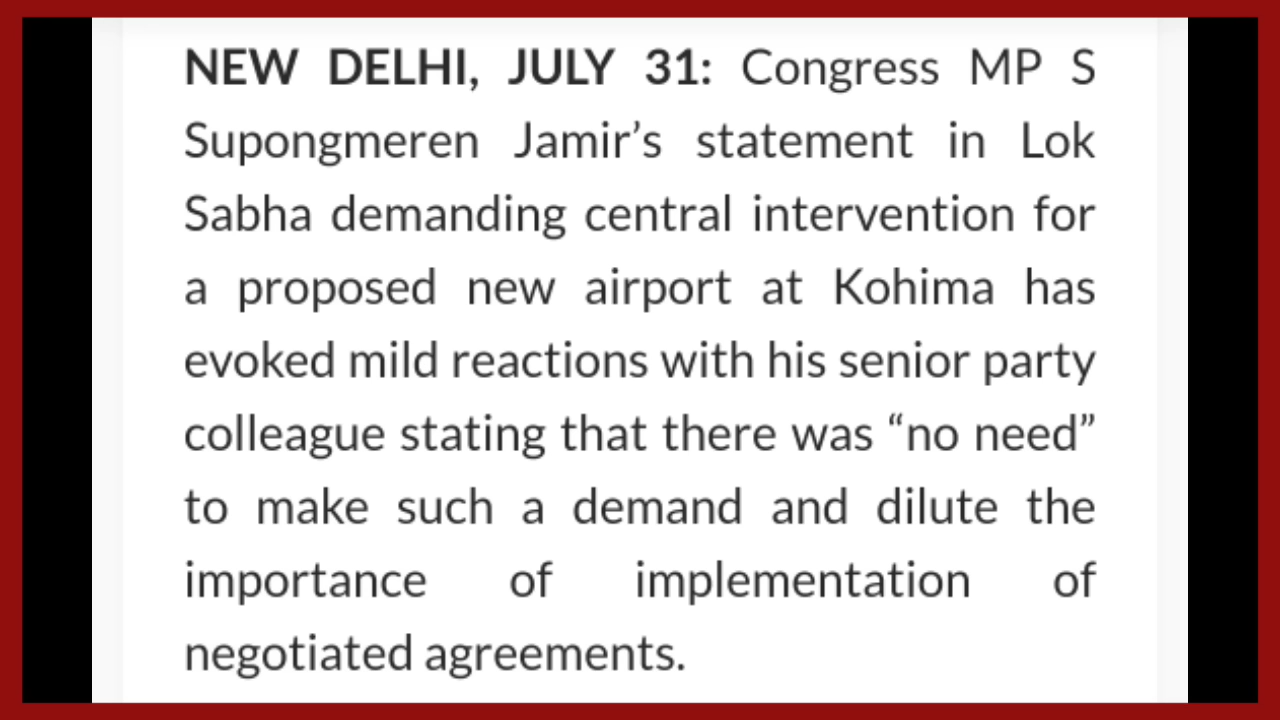 NEW DELHI, JULY 31: Congress MP S
Supongmeren Jamir’s statement in Lok
Sabha demanding central intervention for
a proposed new airport at Kohima has
evoked mild reactions with his senior party
colleague stating that there was “no need”
to make such a demand and dilute the
importance of implementation of
negotiated agreements.